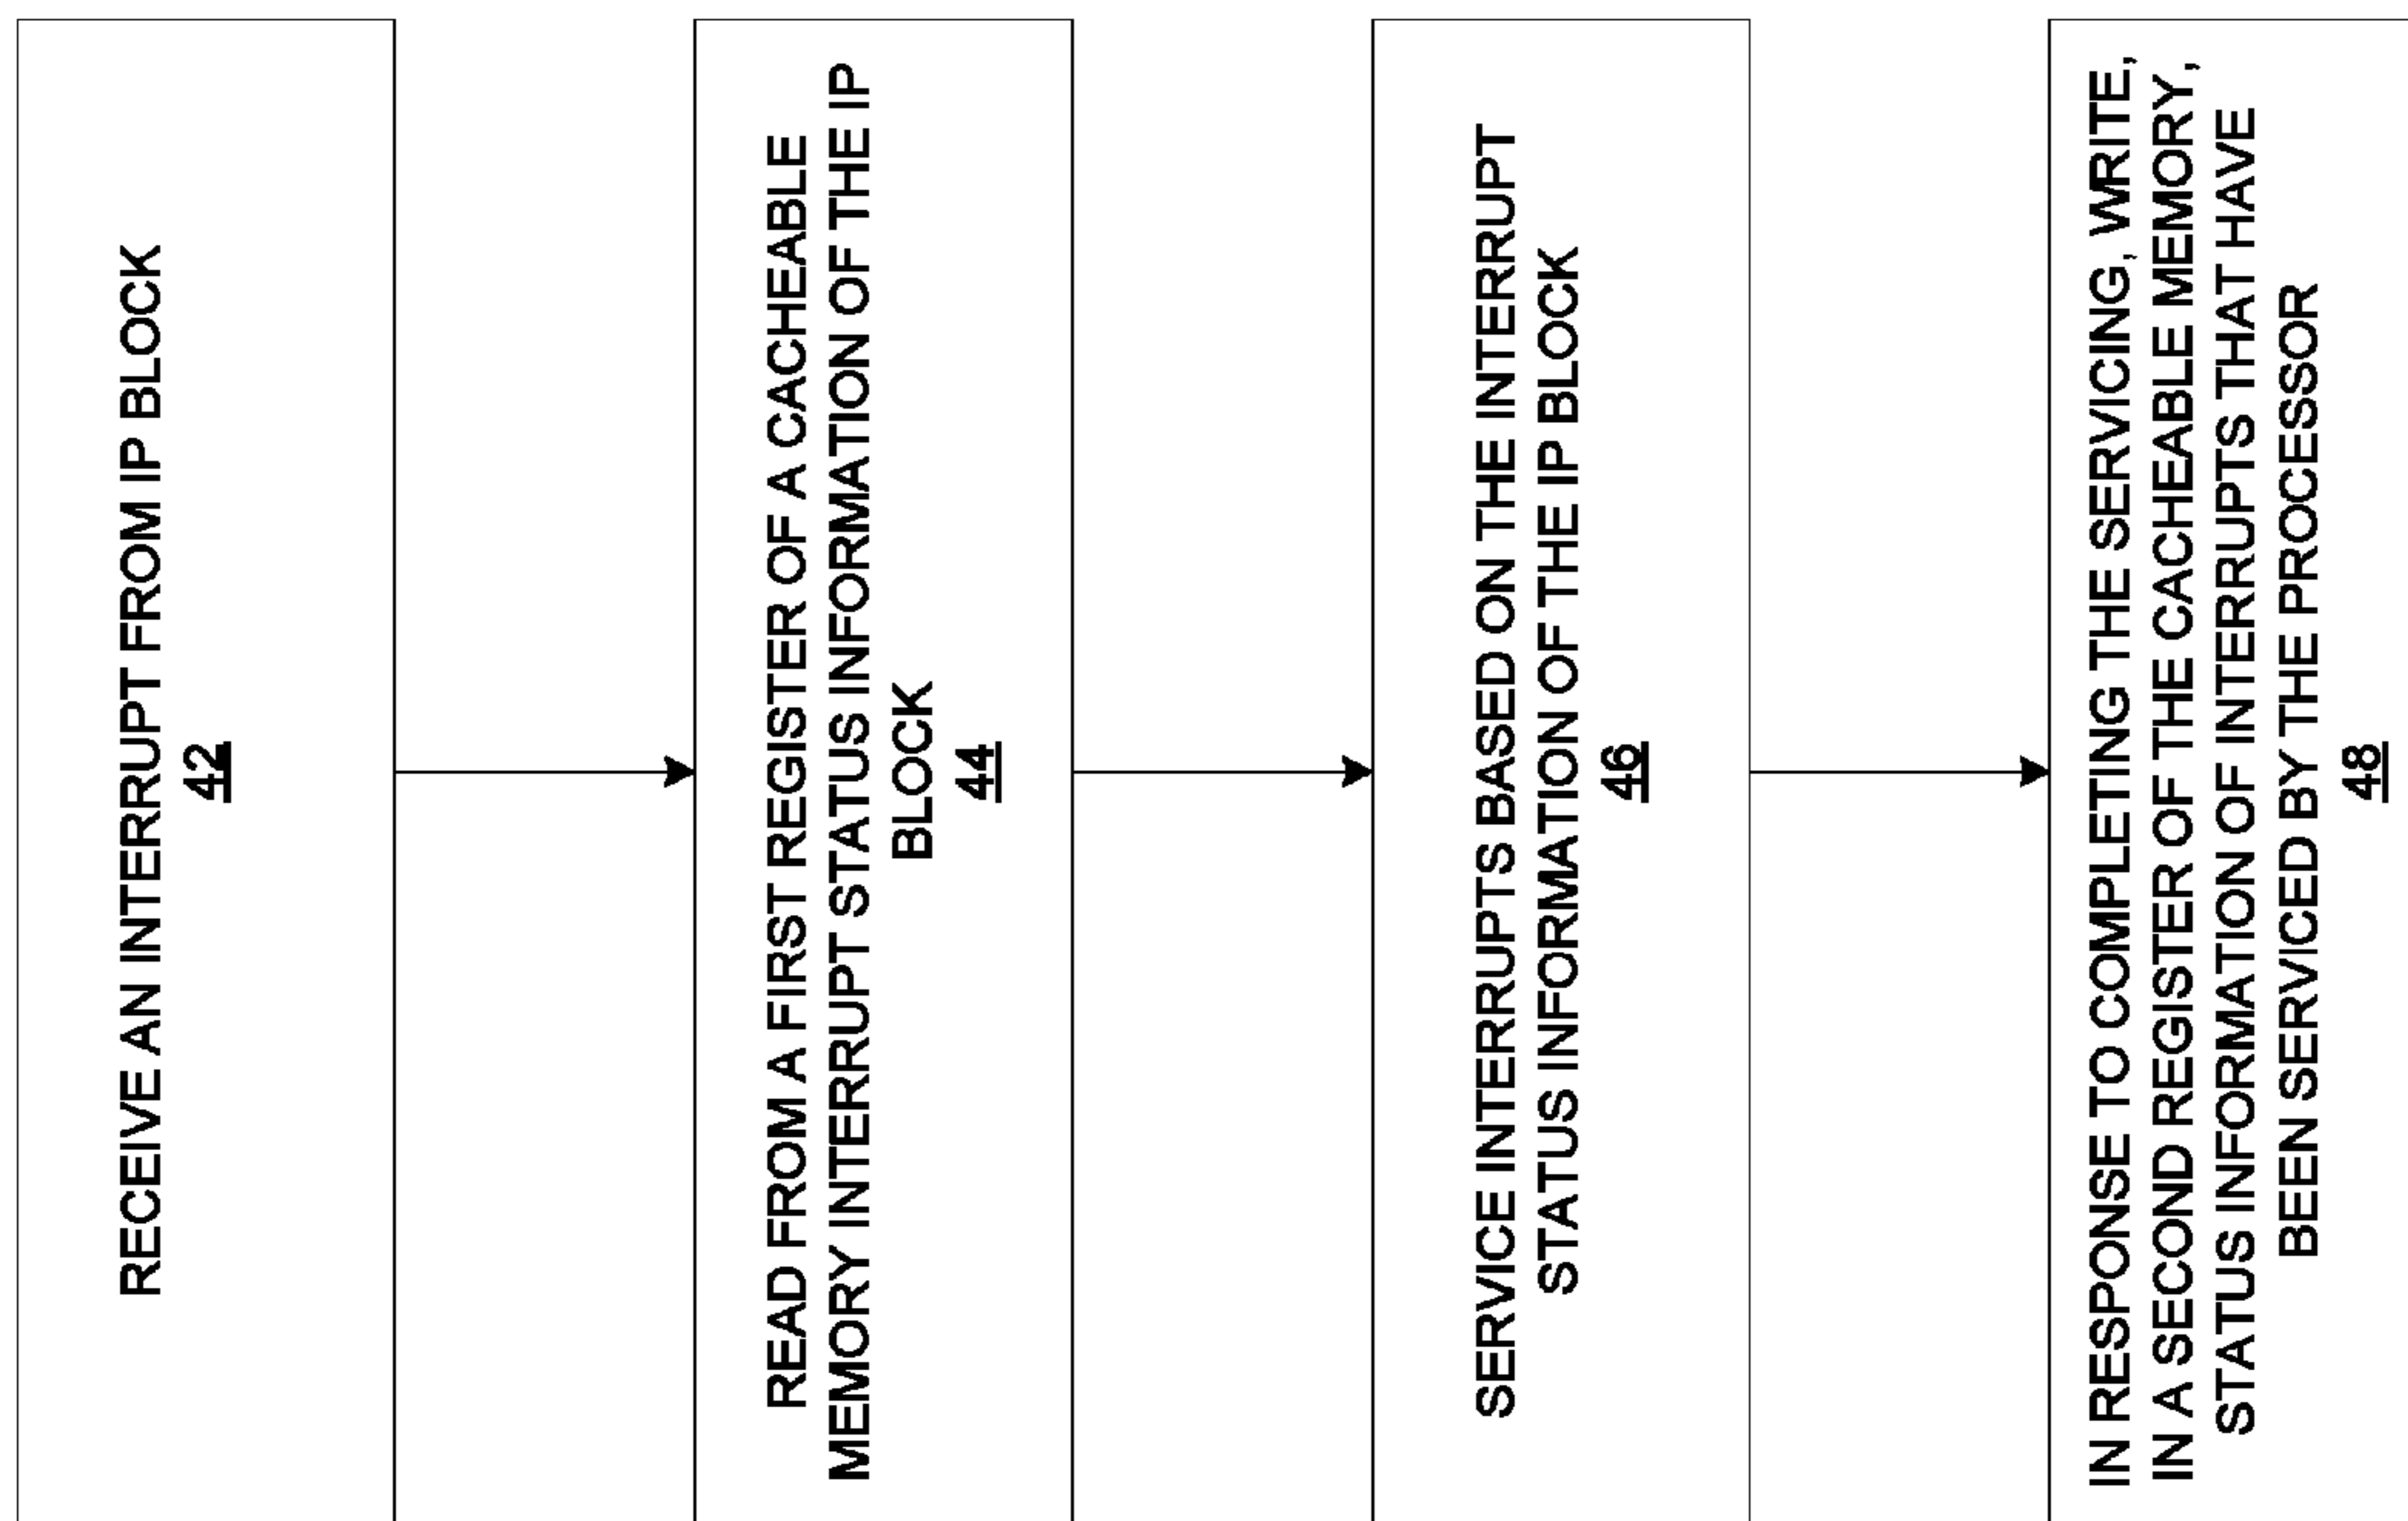 RECEIVE AN INTERRUPT FROM IP BLOCK
42
READ FROM A FIRST REGISTER OF A CACHEABLE
MEMORY INTERRUPT STATUS INFORMATION OF THE IP
BLOCK
44
SERVICE INTERRUPTS BASED ON THE INTERRUPT
STATUS INFORMATION OF THE IP BLOCK
46
IN RESPONSE TO COMPLETING THE SERVICING, WRITE,
IN A SECOND REGISTER OF THE CACHEABLE MEMORY,
STATUS INFORMATION OF INTERRUPTS THAT HAVE
BEEN SERVICED BY THE PROCESSOR
48